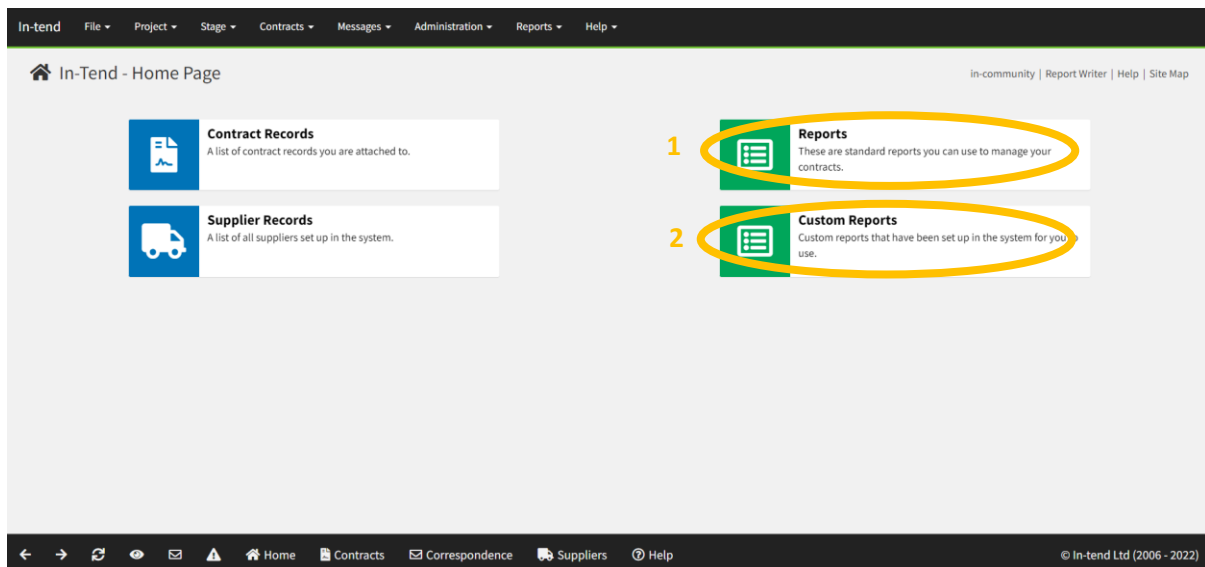 In-tend File Project Stage Contracts Messages Administration Reports Help
In-Tend - Home Page
in-community | Report Writer | Help | Site Map
Contract Records
A list of contract records you are attached to.
1
Reports
These are standard reports you can use to manage your
contracts.
Supplier Records
A list of all suppliers set up in the system.
2
Custom Reports
Custom reports that have been set up in the system for you
use.
Home Contracts Correspondence Suppliers Help
© In-tend Ltd (2006 - 2022)